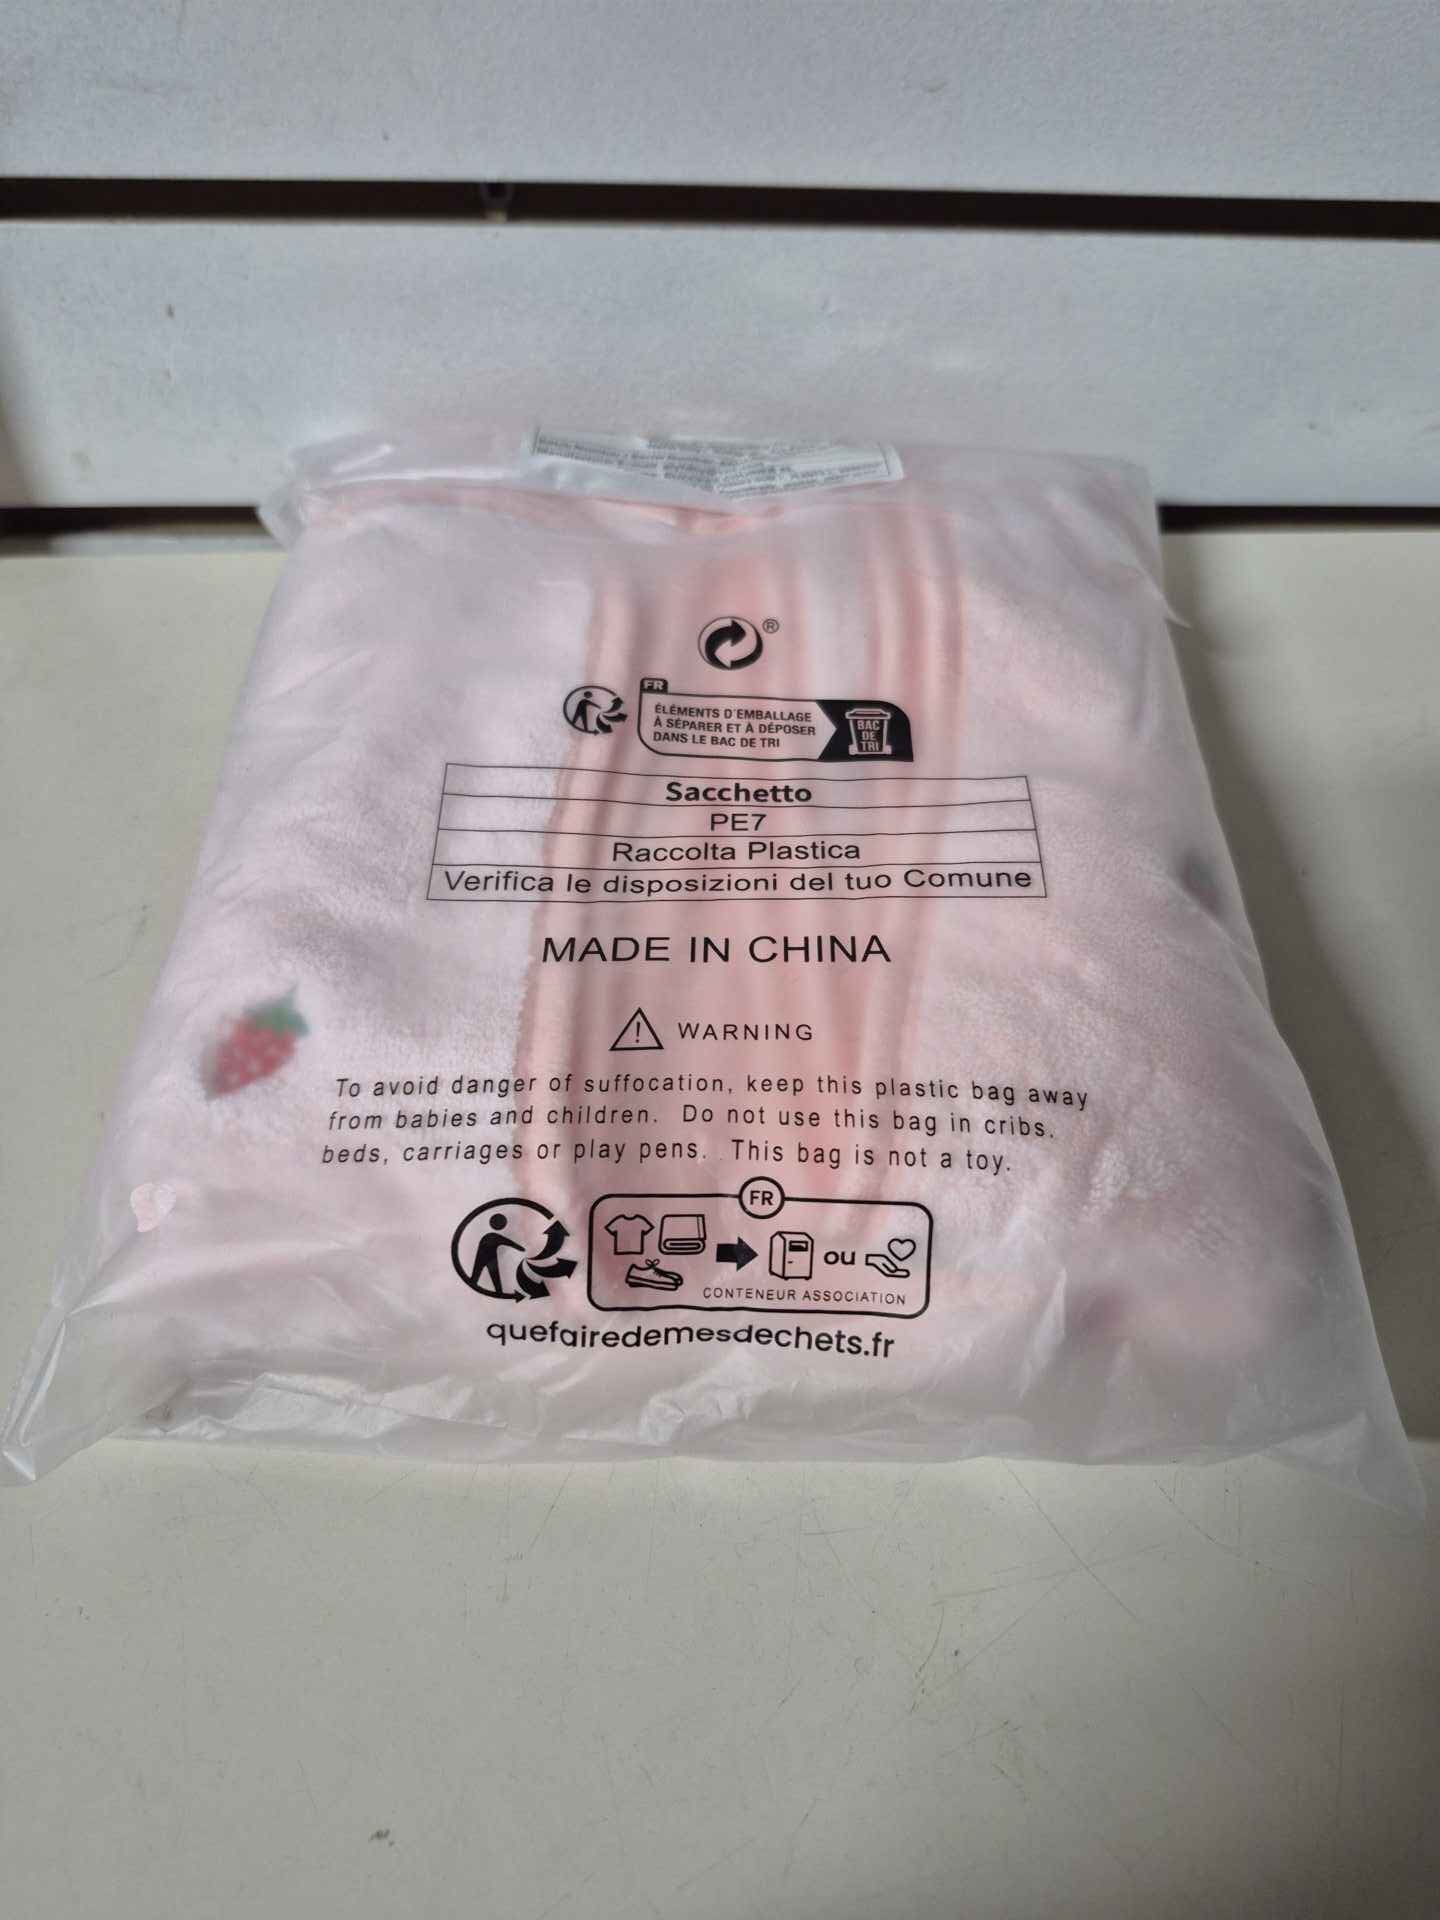 ®
FR
ÉLÉMENTS D'EMBALLAGE
À SÉPARER ET À DÉPOSER
DANS LE BAC DE TRI
BAC
DE
TRI
Sacchetto
PE7
Raccolta Plastica
Verifica le disposizioni del tuo Comune
MADE IN CHINA
WARNING
To avoid danger of suffocation, keep this plastic bag away
from babies and children. Do not use this bag in cribs.
beds, carriages or play pens. This bag is not a toy.
FR
ou
CONTENEUR ASSOCIATION
quefairedemesdechets.fr